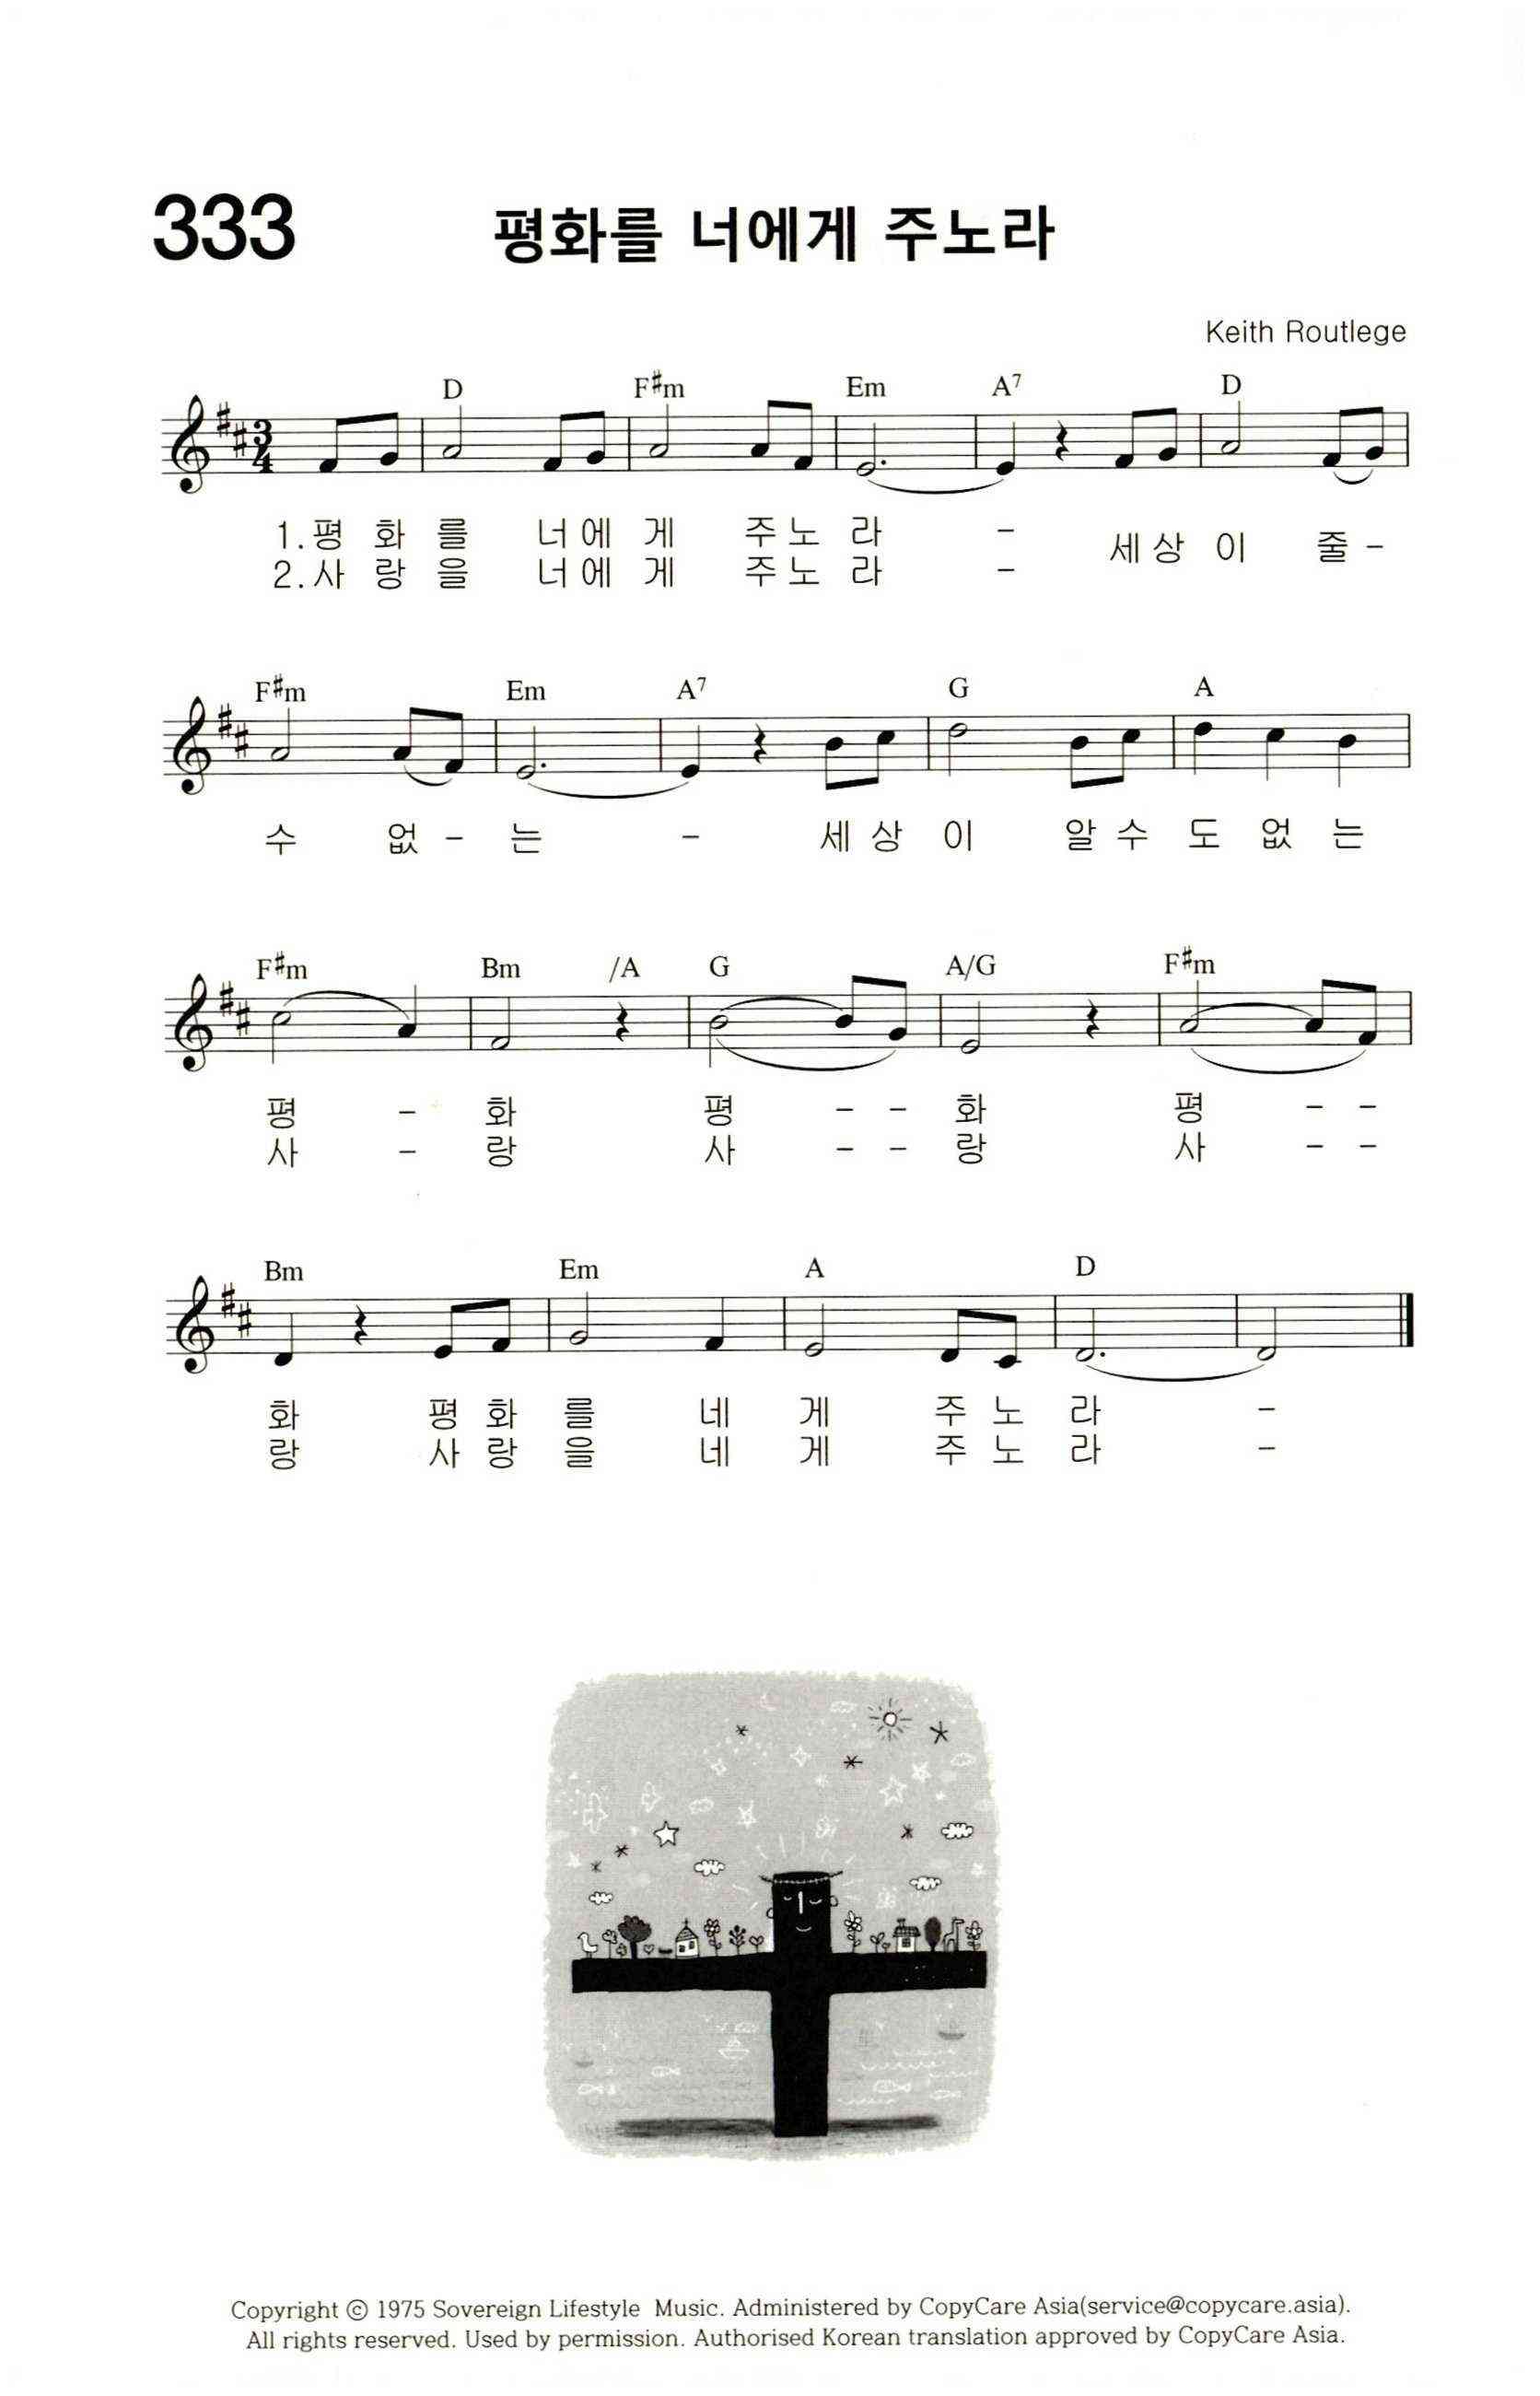 333
평화를 너에게 주노라
Keith Routlege
D F#m Em A7 D
3
4
1.평 화 를 너 에 게 주 노 라 - 세 상 이 줄 -
2.사 랑 을 너 에 게 주 노 라 -
F#m Em A7 G A
수 없 - 는 - 세 상 이 알 수 도 없 는
F#m Bm /A G A/G F#m
평 - 화 평 - - 화 평 - -
사 - 랑 사 - - 랑 사 - -
Bm Em A D
화 평 화 를 네 게 주 노 라 -
랑 사 랑 을 네 게 주 노 라 -
Copyright ⓒ 1975 Sovereign Lifestyle Music. Administered by CopyCare Asia(service@copycare.asia).
All rights reserved. Used by permission. Authorised Korean translation approved by CopyCare Asia.